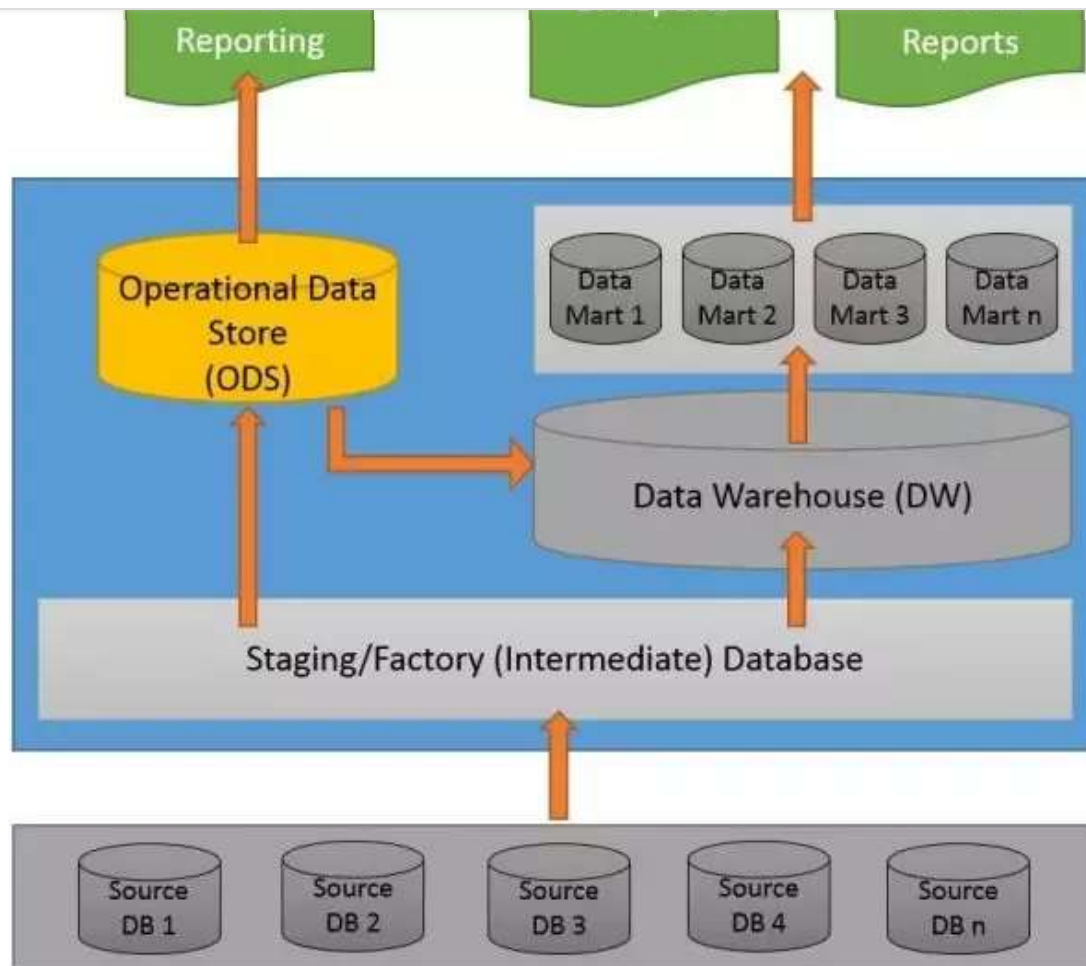 Reporting
Reports
Operational Data
Store
(ODS)
Data
Mart 1
Data
Mart 2
Data
Mart 3
Data
Mart n
Data Warehouse (DW)
Staging/Factory (Intermediate) Database
Source
DB 1
Source
DB 2
Source
DB 3
Source
DB 4
Source
DB n